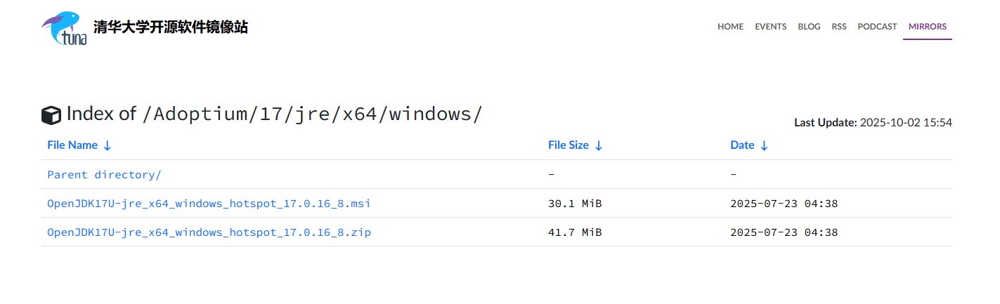 tuna 清华大学开源软件镜像站 HOME EVENTS BLOG RSS PODCAST MIRRORS
Index of /Adoptium/17/jre/x64/windows/
Last Update: 2025-10-02 15:54
File Name ↓ File Size ↓ Date ↓
Parent directory/ - -
OpenJDK17U-jre_x64_windows_hotspot_17.0.16_8.msi 30.1 MiB 2025-07-23 04:38
OpenJDK17U-jre_x64_windows_hotspot_17.0.16_8.zip 41.7 MiB 2025-07-23 04:38